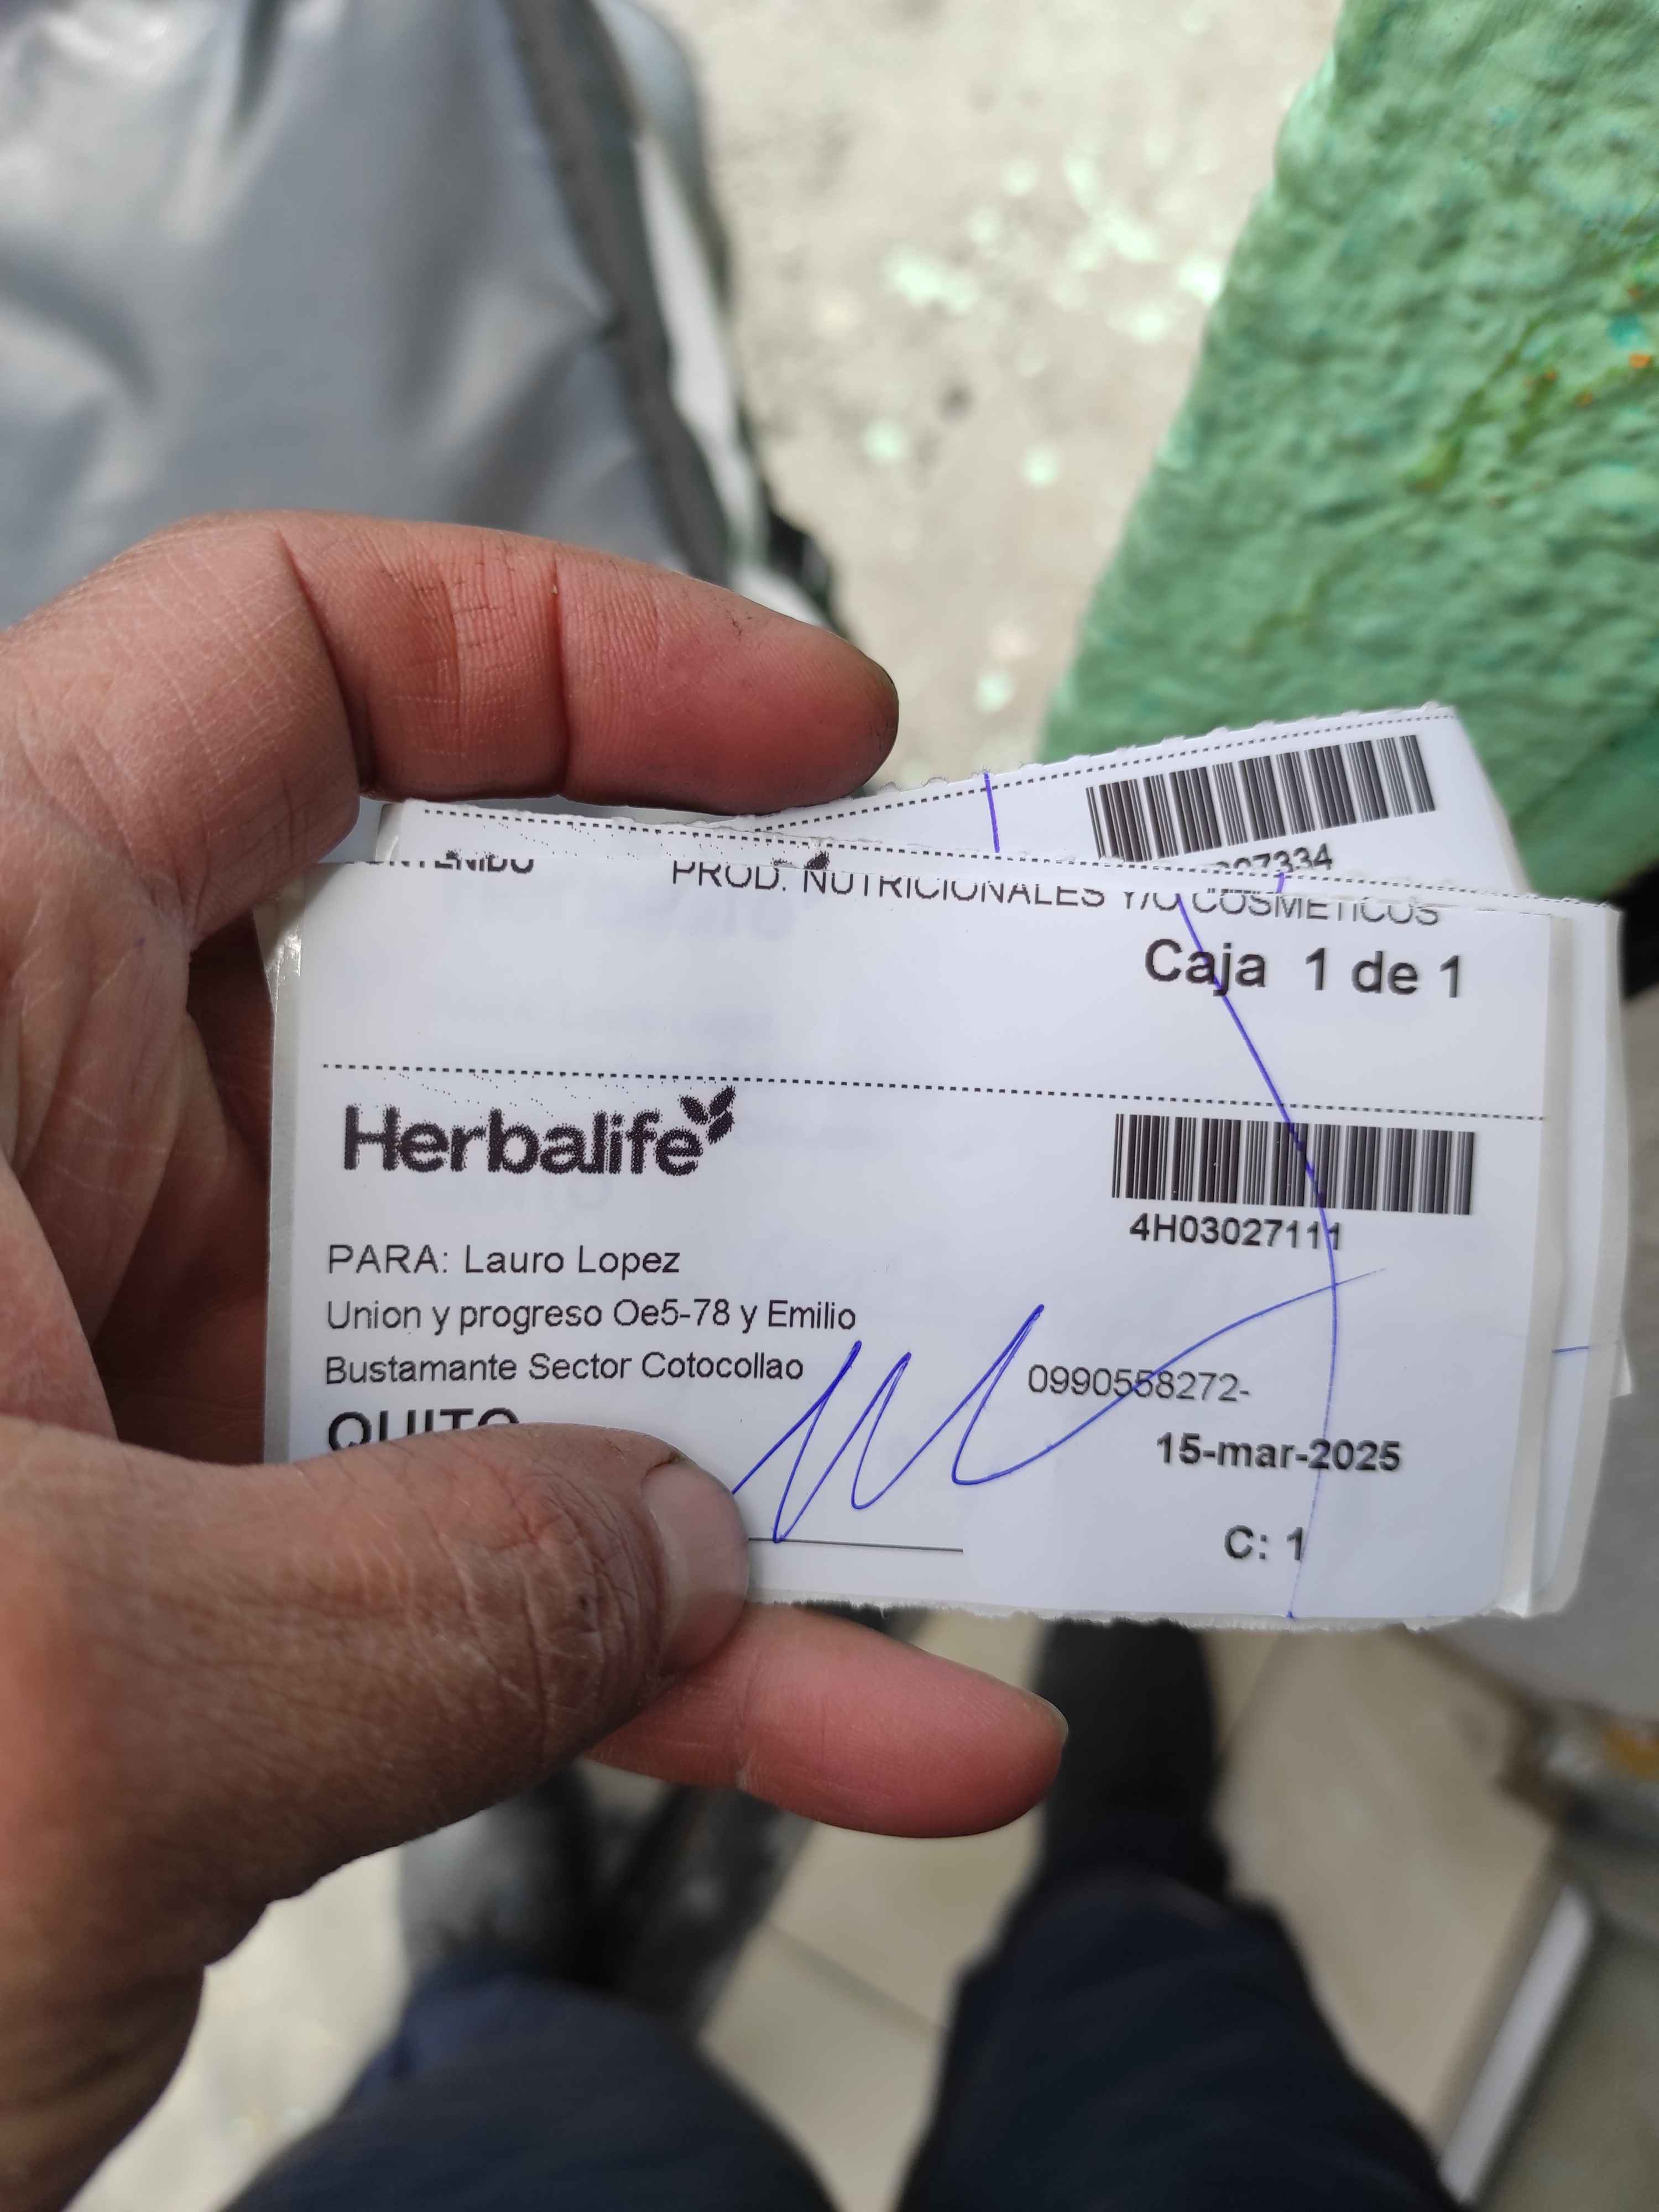 PROD. NUTRICIONALES Y/O COSMETICOS
Caja 1 de 1
Herbalife
4H03027111
PARA: Lauro Lopez
Union y progreso Oe5-78 y Emilio
Bustamante Sector Cotocollao
0990558272-
QUITO
15-mar-2025
C: 1